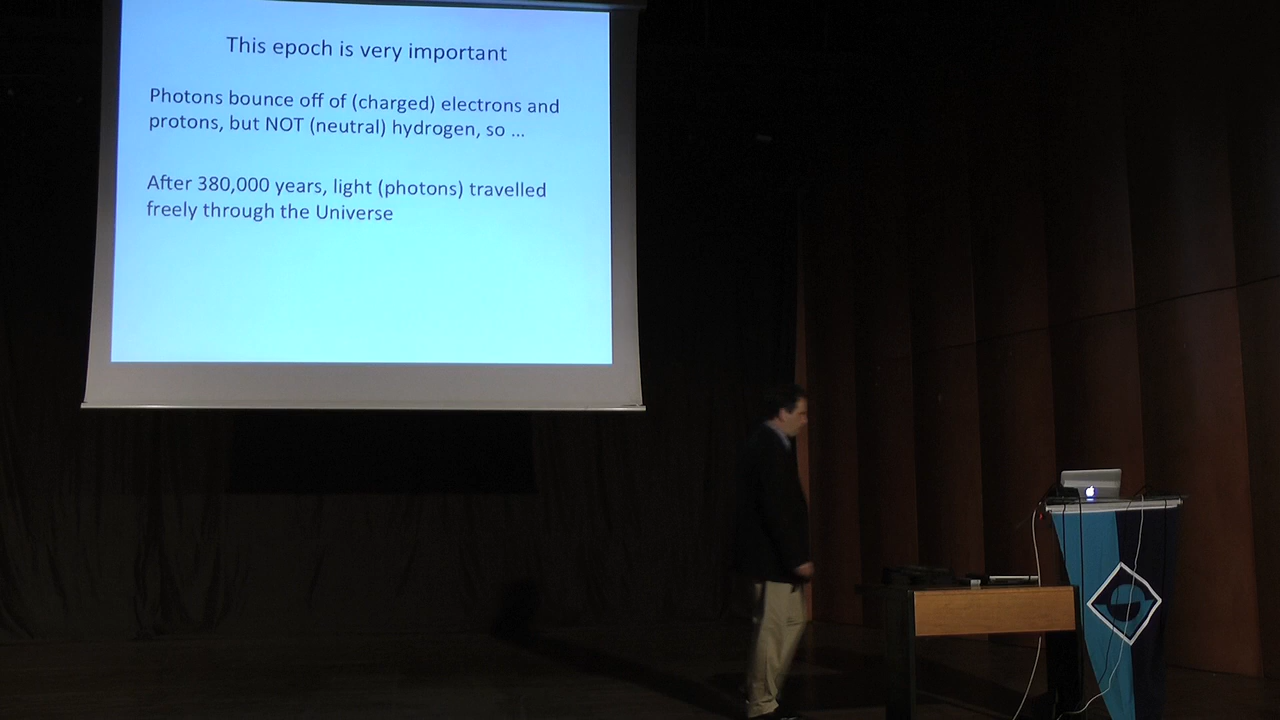 This epoch is very important
Photons bounce off of (charged) electrons and
protons, but NOT (neutral) hydrogen, so ...
After 380,000 years, light (photons) travelled
freely through the Universe